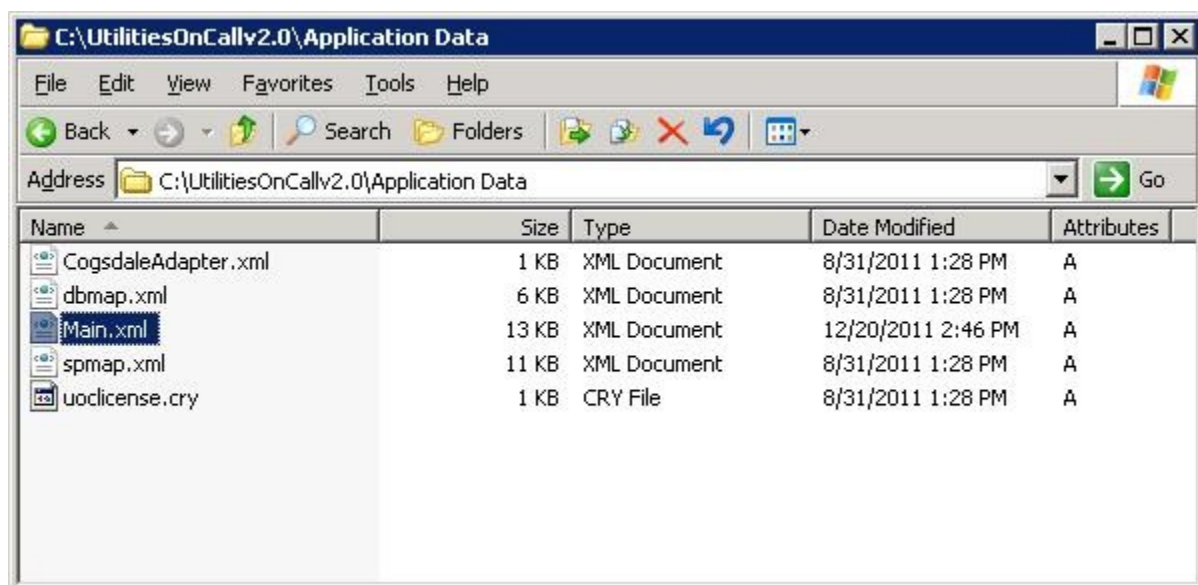 C:\UtilitiesOnCallv2.0\Application Data
File Edit View Favorites Tools Help
Back Search Folders
Address C:\UtilitiesOnCallv2.0\Application Data Go
Name Size Type Date Modified Attributes
CogsdaleAdapter.xml 1 KB XML Document 8/31/2011 1:28 PM A
dbmap.xml 6 KB XML Document 8/31/2011 1:28 PM A
Main.xml 13 KB XML Document 12/20/2011 2:46 PM A
spmap.xml 11 KB XML Document 8/31/2011 1:28 PM A
uoclicense.cry 1 KB CRY File 8/31/2011 1:28 PM A